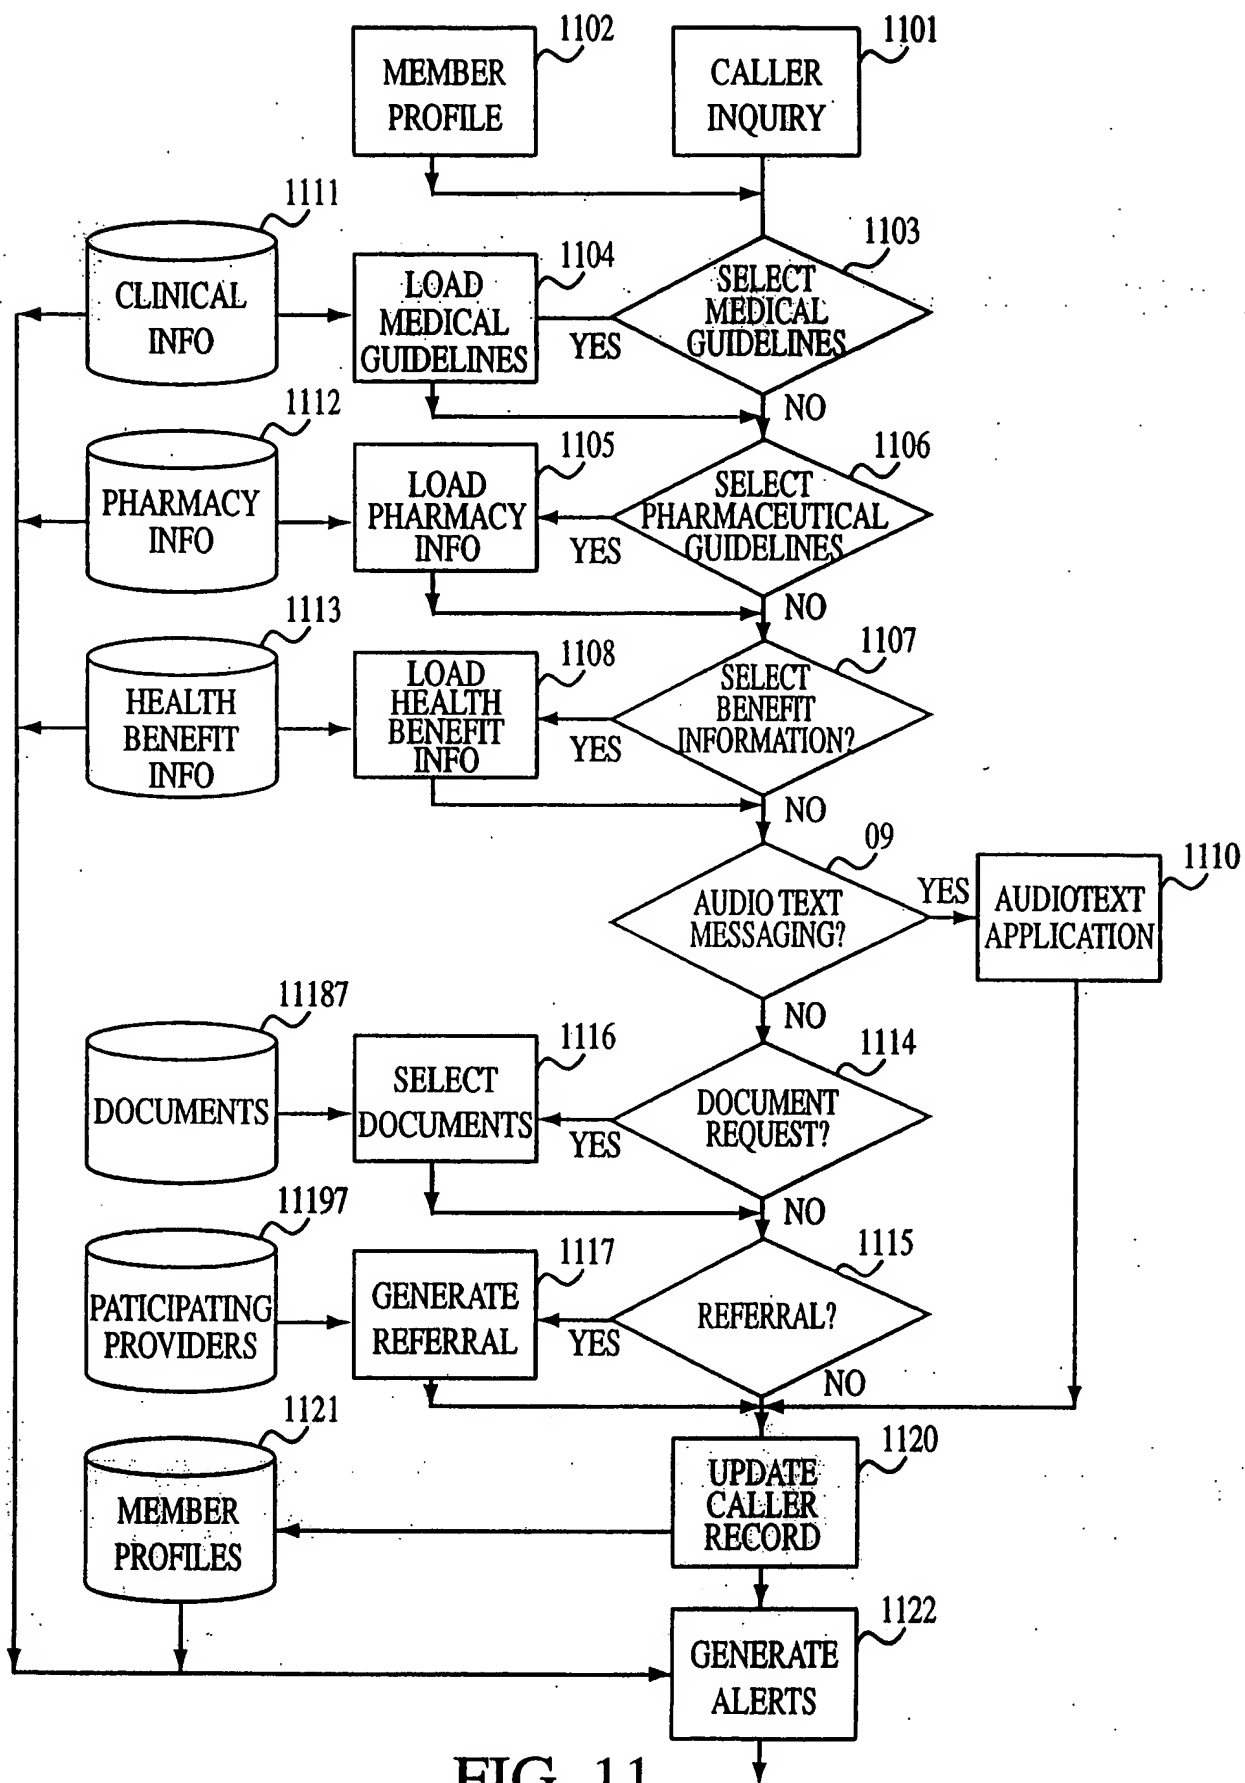 1102
MEMBER
PROFILE
1101
CALLER
INQUIRY
1111
CLINICAL
INFO
1104
LOAD
MEDICAL
GUIDELINES
YES
1103
SELECT
MEDICAL
GUIDELINES
NO
1112
PHARMACY
INFO
1105
LOAD
PHARMACY
INFO
YES
1106
SELECT
PHARMACEUTICAL
GUIDELINES
NO
1113
HEALTH
BENEFIT
INFO
1108
LOAD
HEALTH
BENEFIT
INFO
YES
1107
SELECT
BENEFIT
INFORMATION?
NO
09
AUDIO TEXT
MESSAGING?
YES
1110
AUDIOTEXT
APPLICATION
NO
11187
DOCUMENTS
1116
SELECT
DOCUMENTS
YES
1114
DOCUMENT
REQUEST?
NO
11197
PATICIPATING
PROVIDERS
1117
GENERATE
REFERRAL
YES
1115
REFERRAL?
NO
1121
MEMBER
PROFILES
1120
UPDATE
CALLER
RECORD
1122
GENERATE
ALERTS
FIG. 11